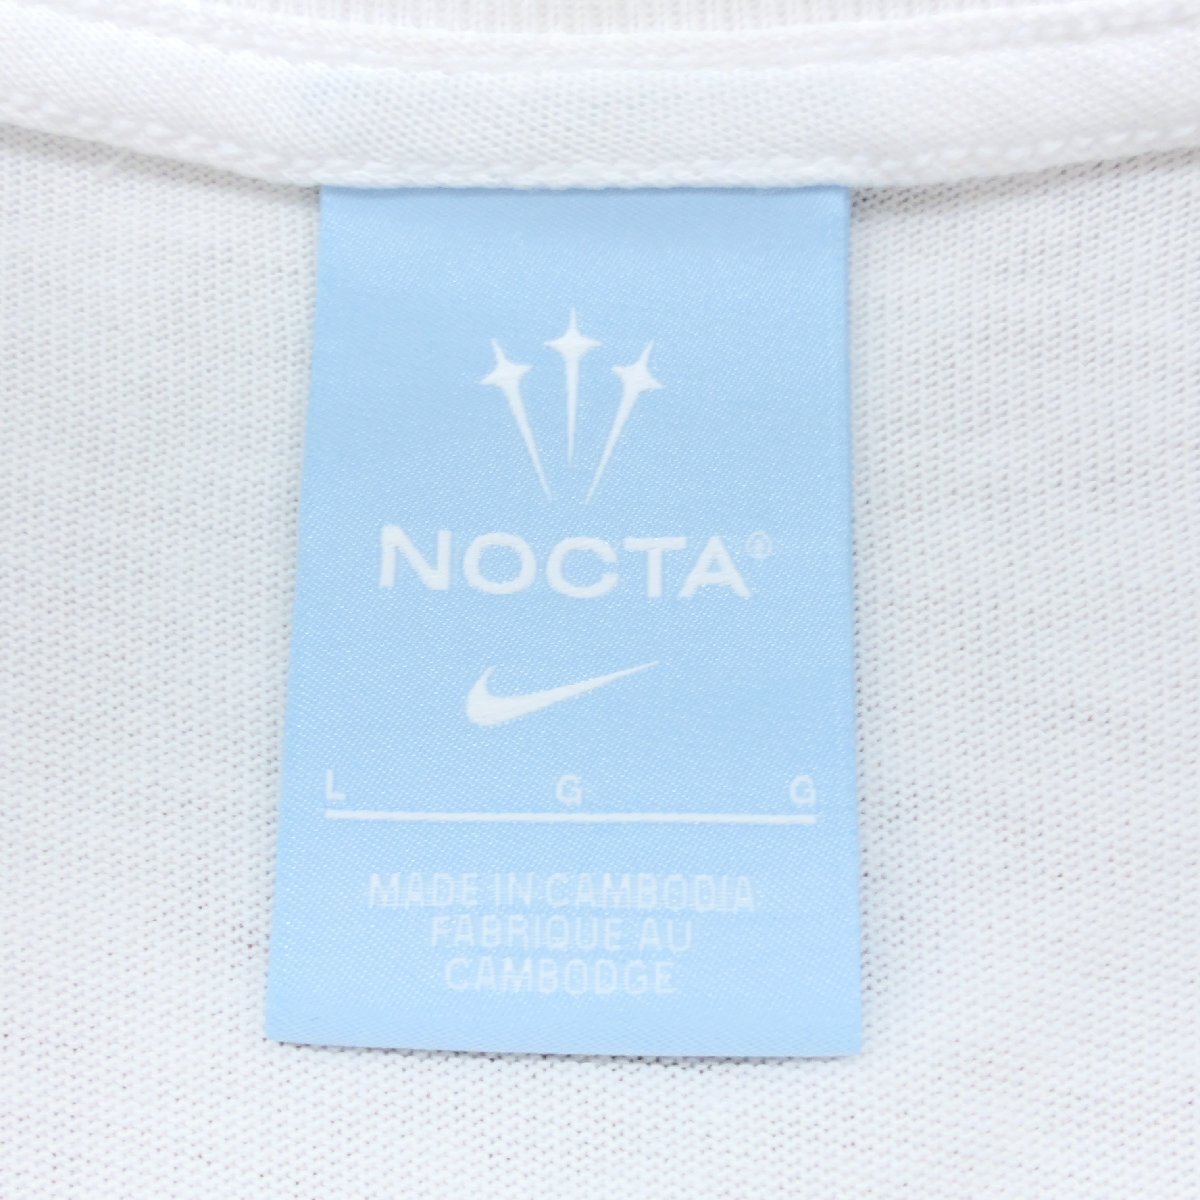 NOCTA®
L G G
MADE IN CAMBODIA
FABRIQUE AU
CAMBODGE